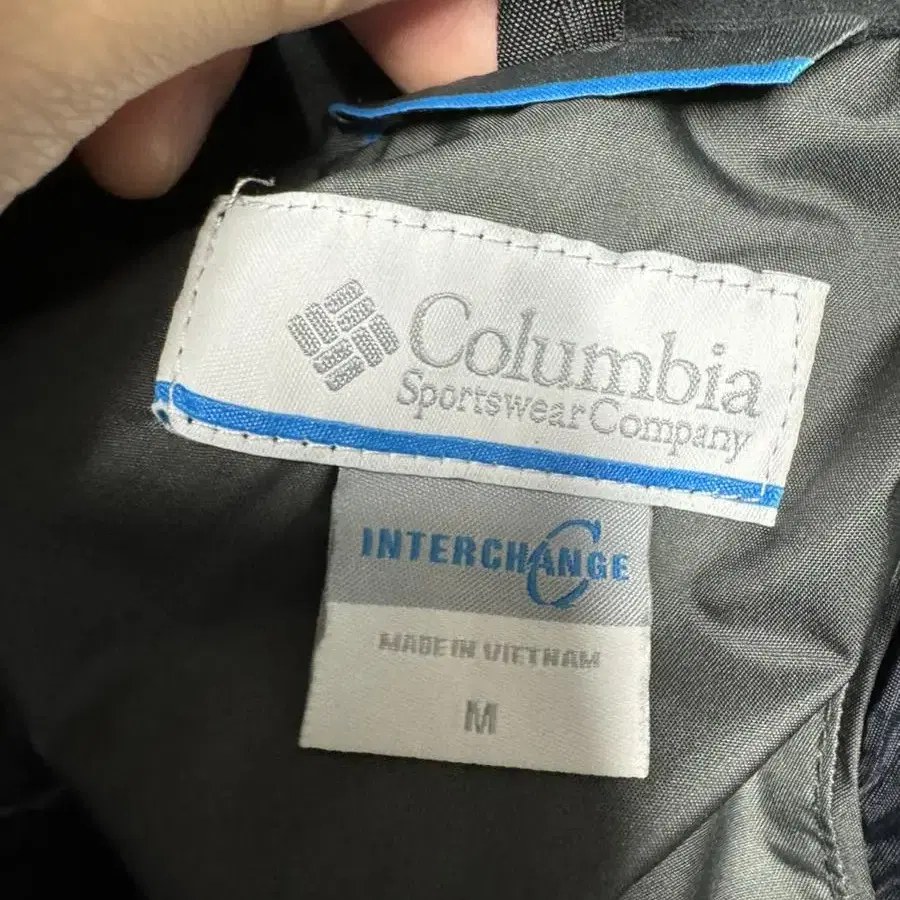 Columbia
Sportswear Company
INTERCHANGE
MADE IN VIETNAM
M